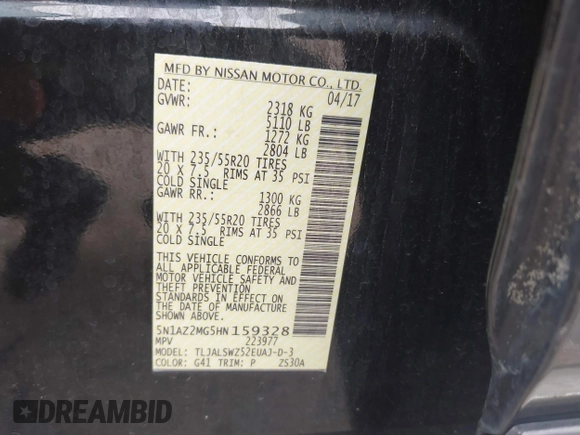 MFD BY NISSAN MOTOR CO., LTD.
DATE: 04/17
GVWR: 2318 KG
5110 LB
GAWR FR.: 1272 KG
2804 LB
WITH 235/55R20 TIRES
20 X 7.5 RIMS AT 35 PSI
COLD SINGLE
GAWR RR.: 1300 KG
2866 LB
WITH 235/55R20 TIRES
20 X 7.5 RIMS AT 35 PSI
COLD SINGLE
THIS VEHICLE CONFORMS TO
ALL APPLICABLE FEDERAL
MOTOR VEHICLE SAFETY AND
THEFT PREVENTION
STANDARDS IN EFFECT ON
THE DATE OF MANUFACTURE
SHOWN ABOVE.
5N1AZ2MG5HN159328
MPV 223977
MODEL: TLJALSWZ52EUAJ-D-3
COLOR: G41 TRIM: P ZS30A
DREAMBID